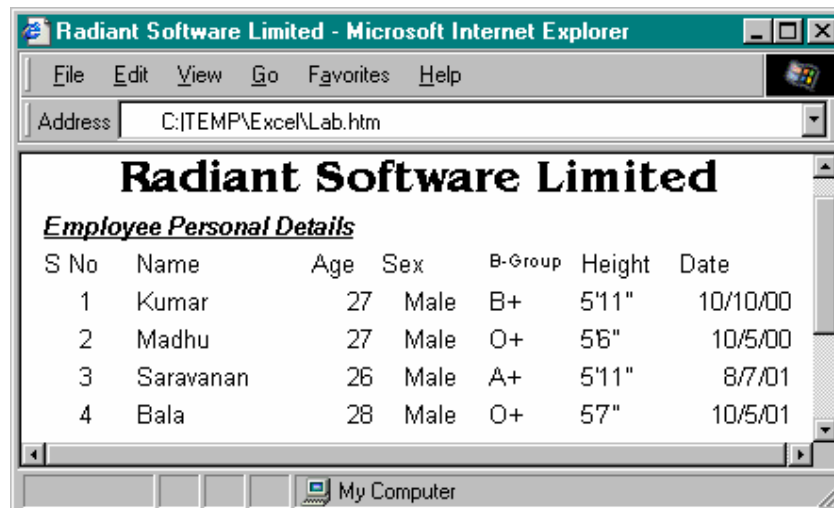 Radiant Software Limited - Microsoft Internet Explorer
File Edit View Go Favorites Help
Address C:|TEMP\Excel\Lab.htm
Radiant Software Limited
Employee Personal Details
S No Name Age Sex B-Group Height Date
1 Kumar 27 Male B+ 5'11" 10/10/00
2 Madhu 27 Male O+ 5'6" 10/5/00
3 Saravanan 26 Male A+ 5'11" 8/7/01
4 Bala 28 Male O+ 5'7" 10/5/01
My Computer